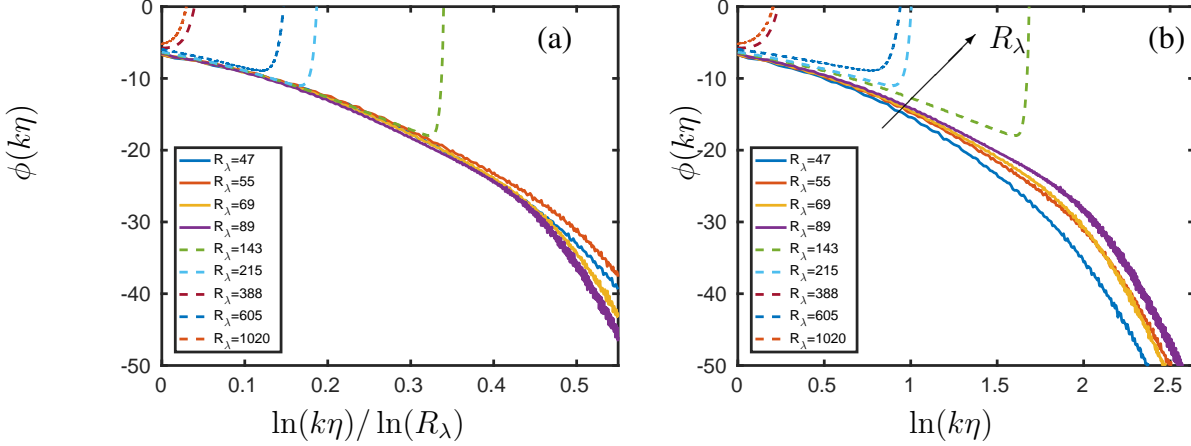 (a)
0
-10
-20
-30
-40
-50
ϕ(kη)
R_λ=47
R_λ=55
R_λ=69
R_λ=89
R_λ=143
R_λ=215
R_λ=388
R_λ=605
R_λ=1020
0 0.1 0.2 0.3 0.4 0.5
ln(kη)/ ln(R_λ)
(b)
R_λ
0
-10
-20
-30
-40
-50
ϕ(kη)
R_λ=47
R_λ=55
R_λ=69
R_λ=89
R_λ=143
R_λ=215
R_λ=388
R_λ=605
R_λ=1020
0 0.5 1 1.5 2 2.5
ln(kη)